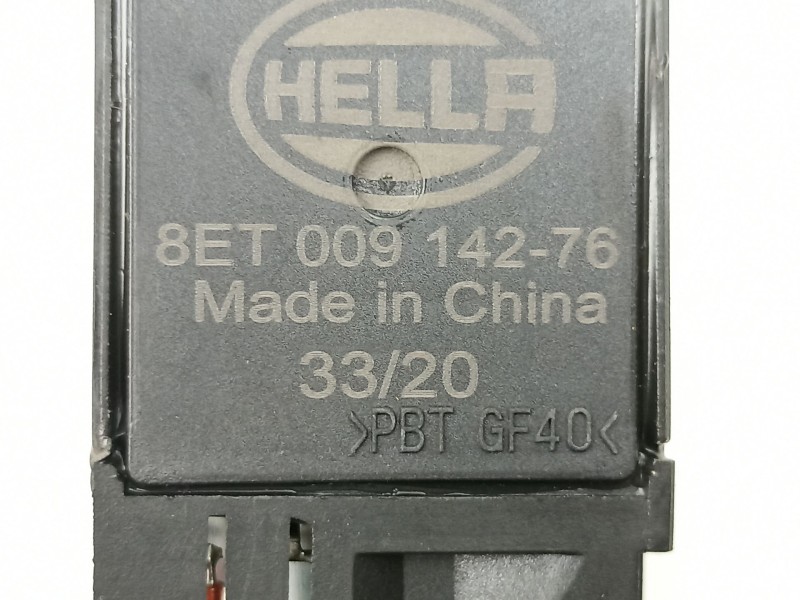 HELLA
8ET 009 142-76
Made in China
33/20
>PBT GF40<